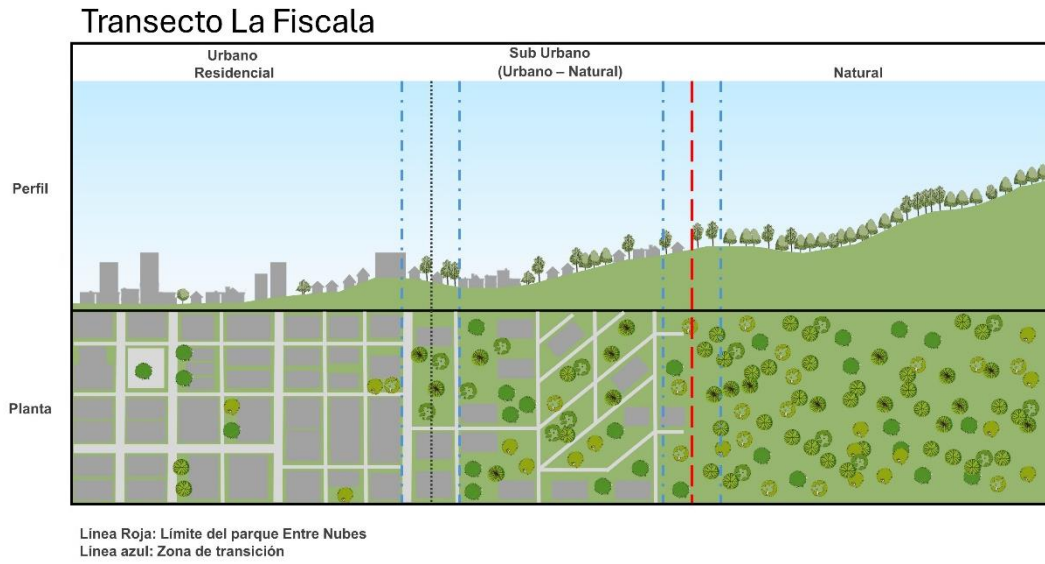 Transecto La Fiscala
Urbano
Residencial
Sub Urbano
(Urbano – Natural)
Natural
Perfil
Planta
Línea Roja: Límite del parque Entre Nubes
Línea azul: Zona de transición